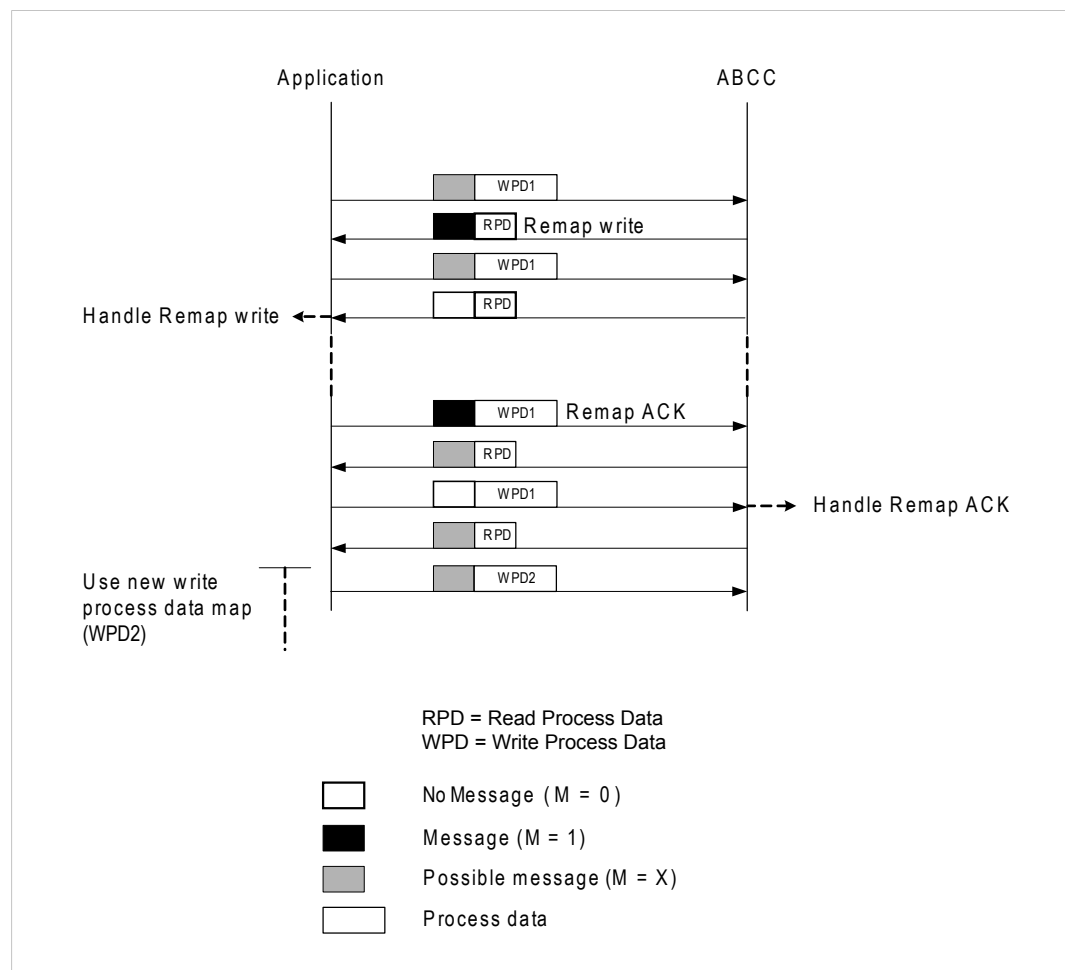 Application
ABCC
WPD1
RPD Remap write
WPD1
RPD
Handle Remap write
WPD1 Remap ACK
RPD
WPD1
Handle Remap ACK
RPD
WPD2
Use new write
process data map
(WPD2)
RPD = Read Process Data
WPD = Write Process Data
No Message (M = 0)
Message (M = 1)
Possible message (M = X)
Process data